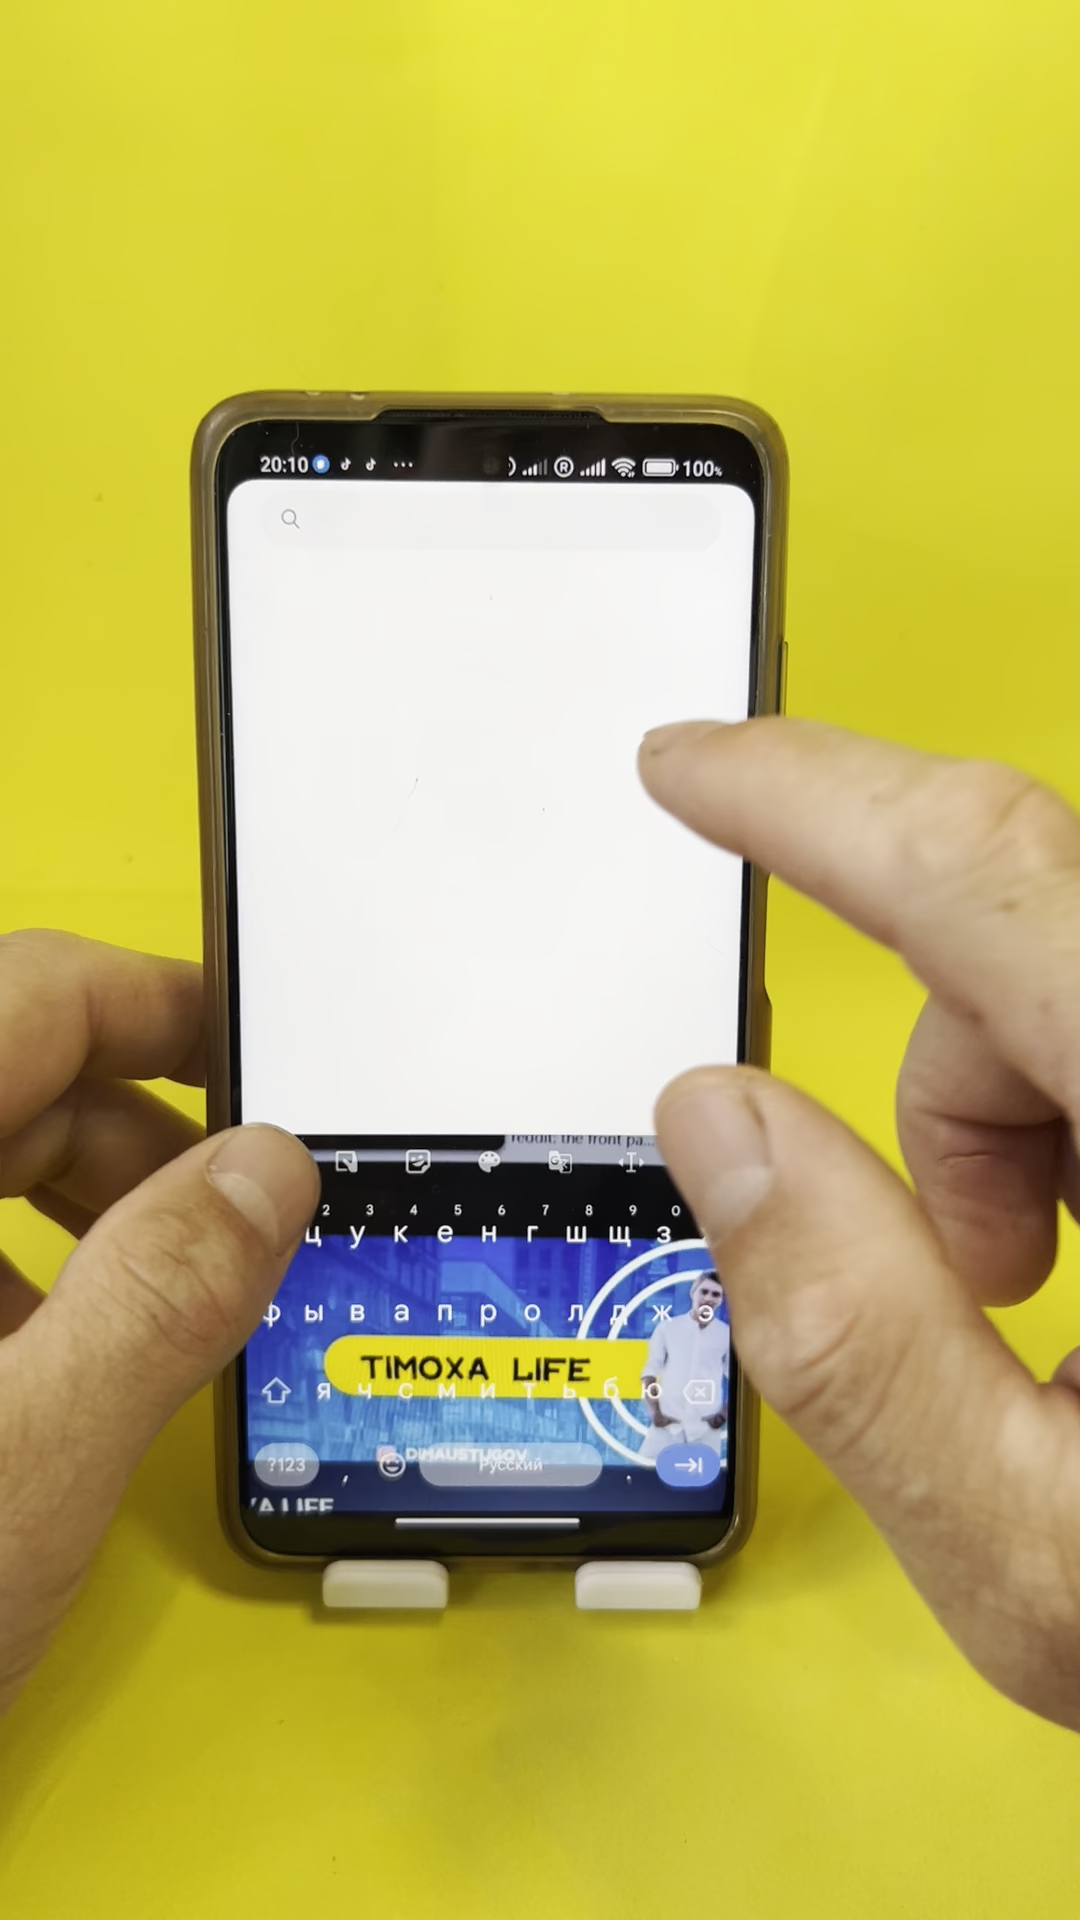 20:10 ... R 100%
reddit: the front pa...
2 3 4 5 6 7 8 9 0
ц у к е н г ш щ з
ф ы в а п р о л д ж э
TIMOXA LIFE
я ч с м и т ь б ю
DIMAUSTUGOV
?123 , Русский .
A LIFE